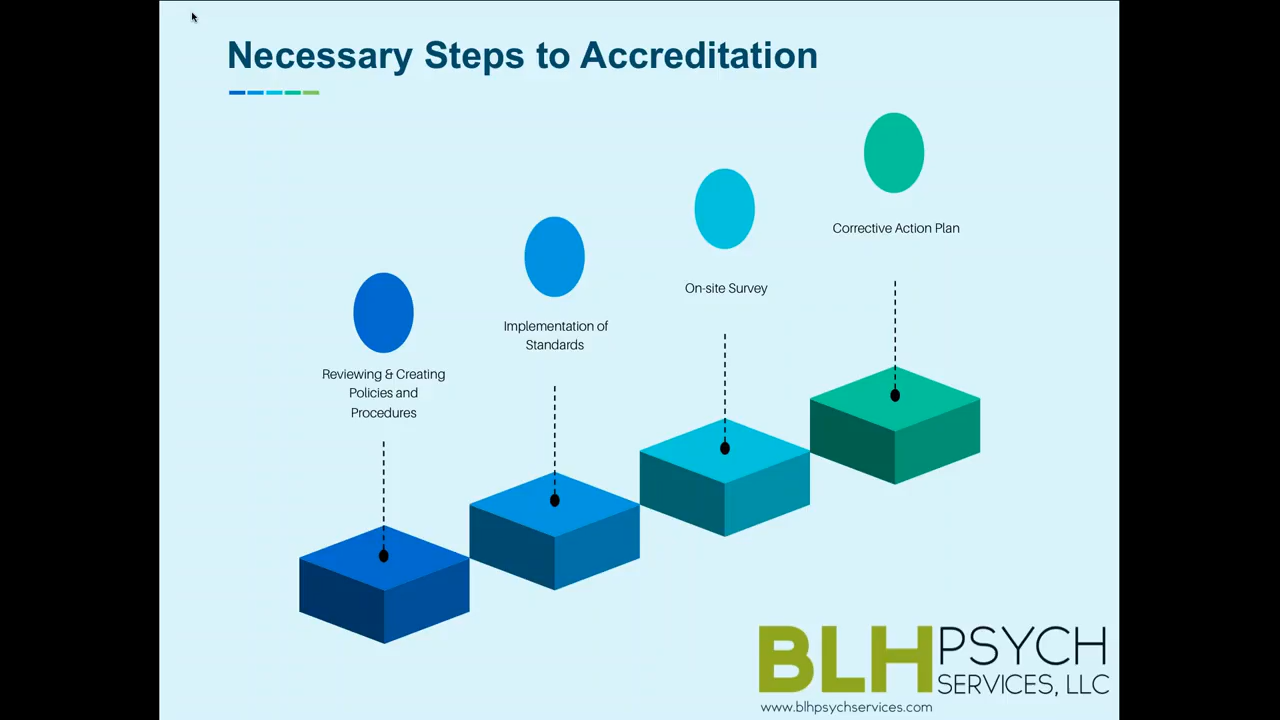 Necessary Steps to Accreditation
Reviewing & Creating
Policies and
Procedures
Implementation of
Standards
On-site Survey
Corrective Action Plan
BLH PSYCH
SERVICES, LLC
www.blhpsychservices.com